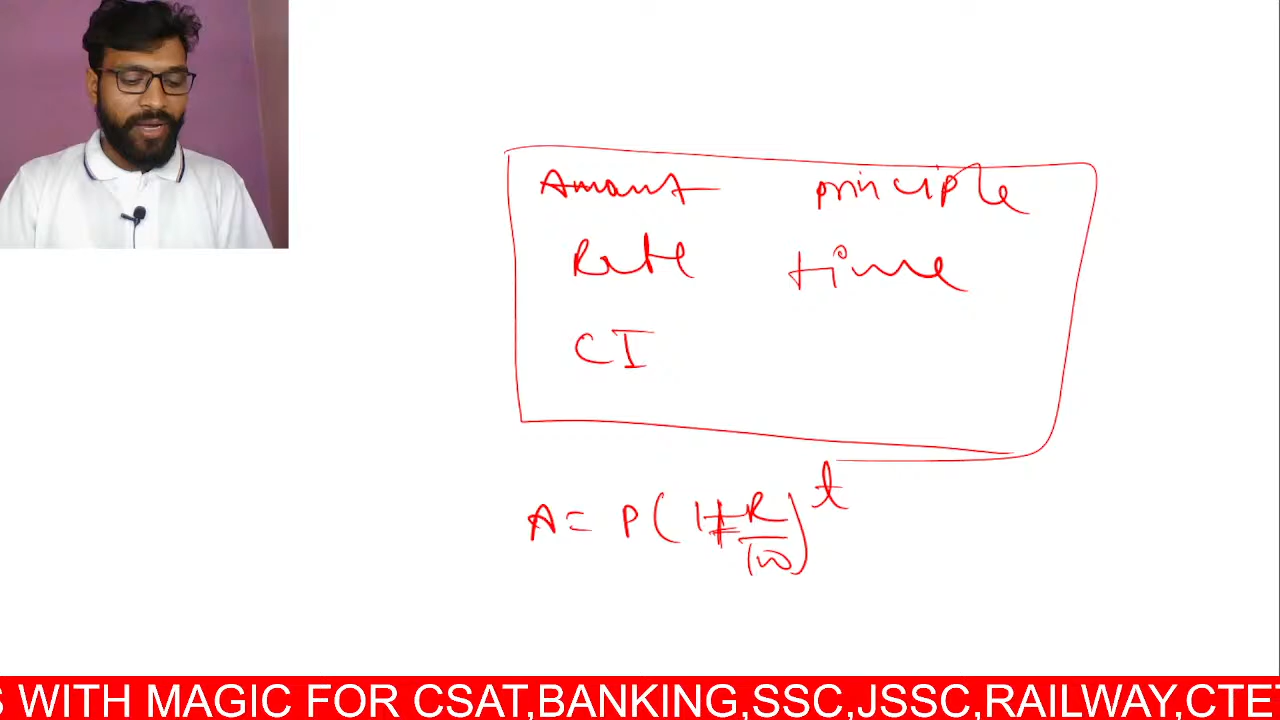 Amount principle
Rate time
CI
A = P(1+R/100)^t
S WITH MAGIC FOR CSAT,BANKING,SSC,JSSC,RAILWAY,CTET